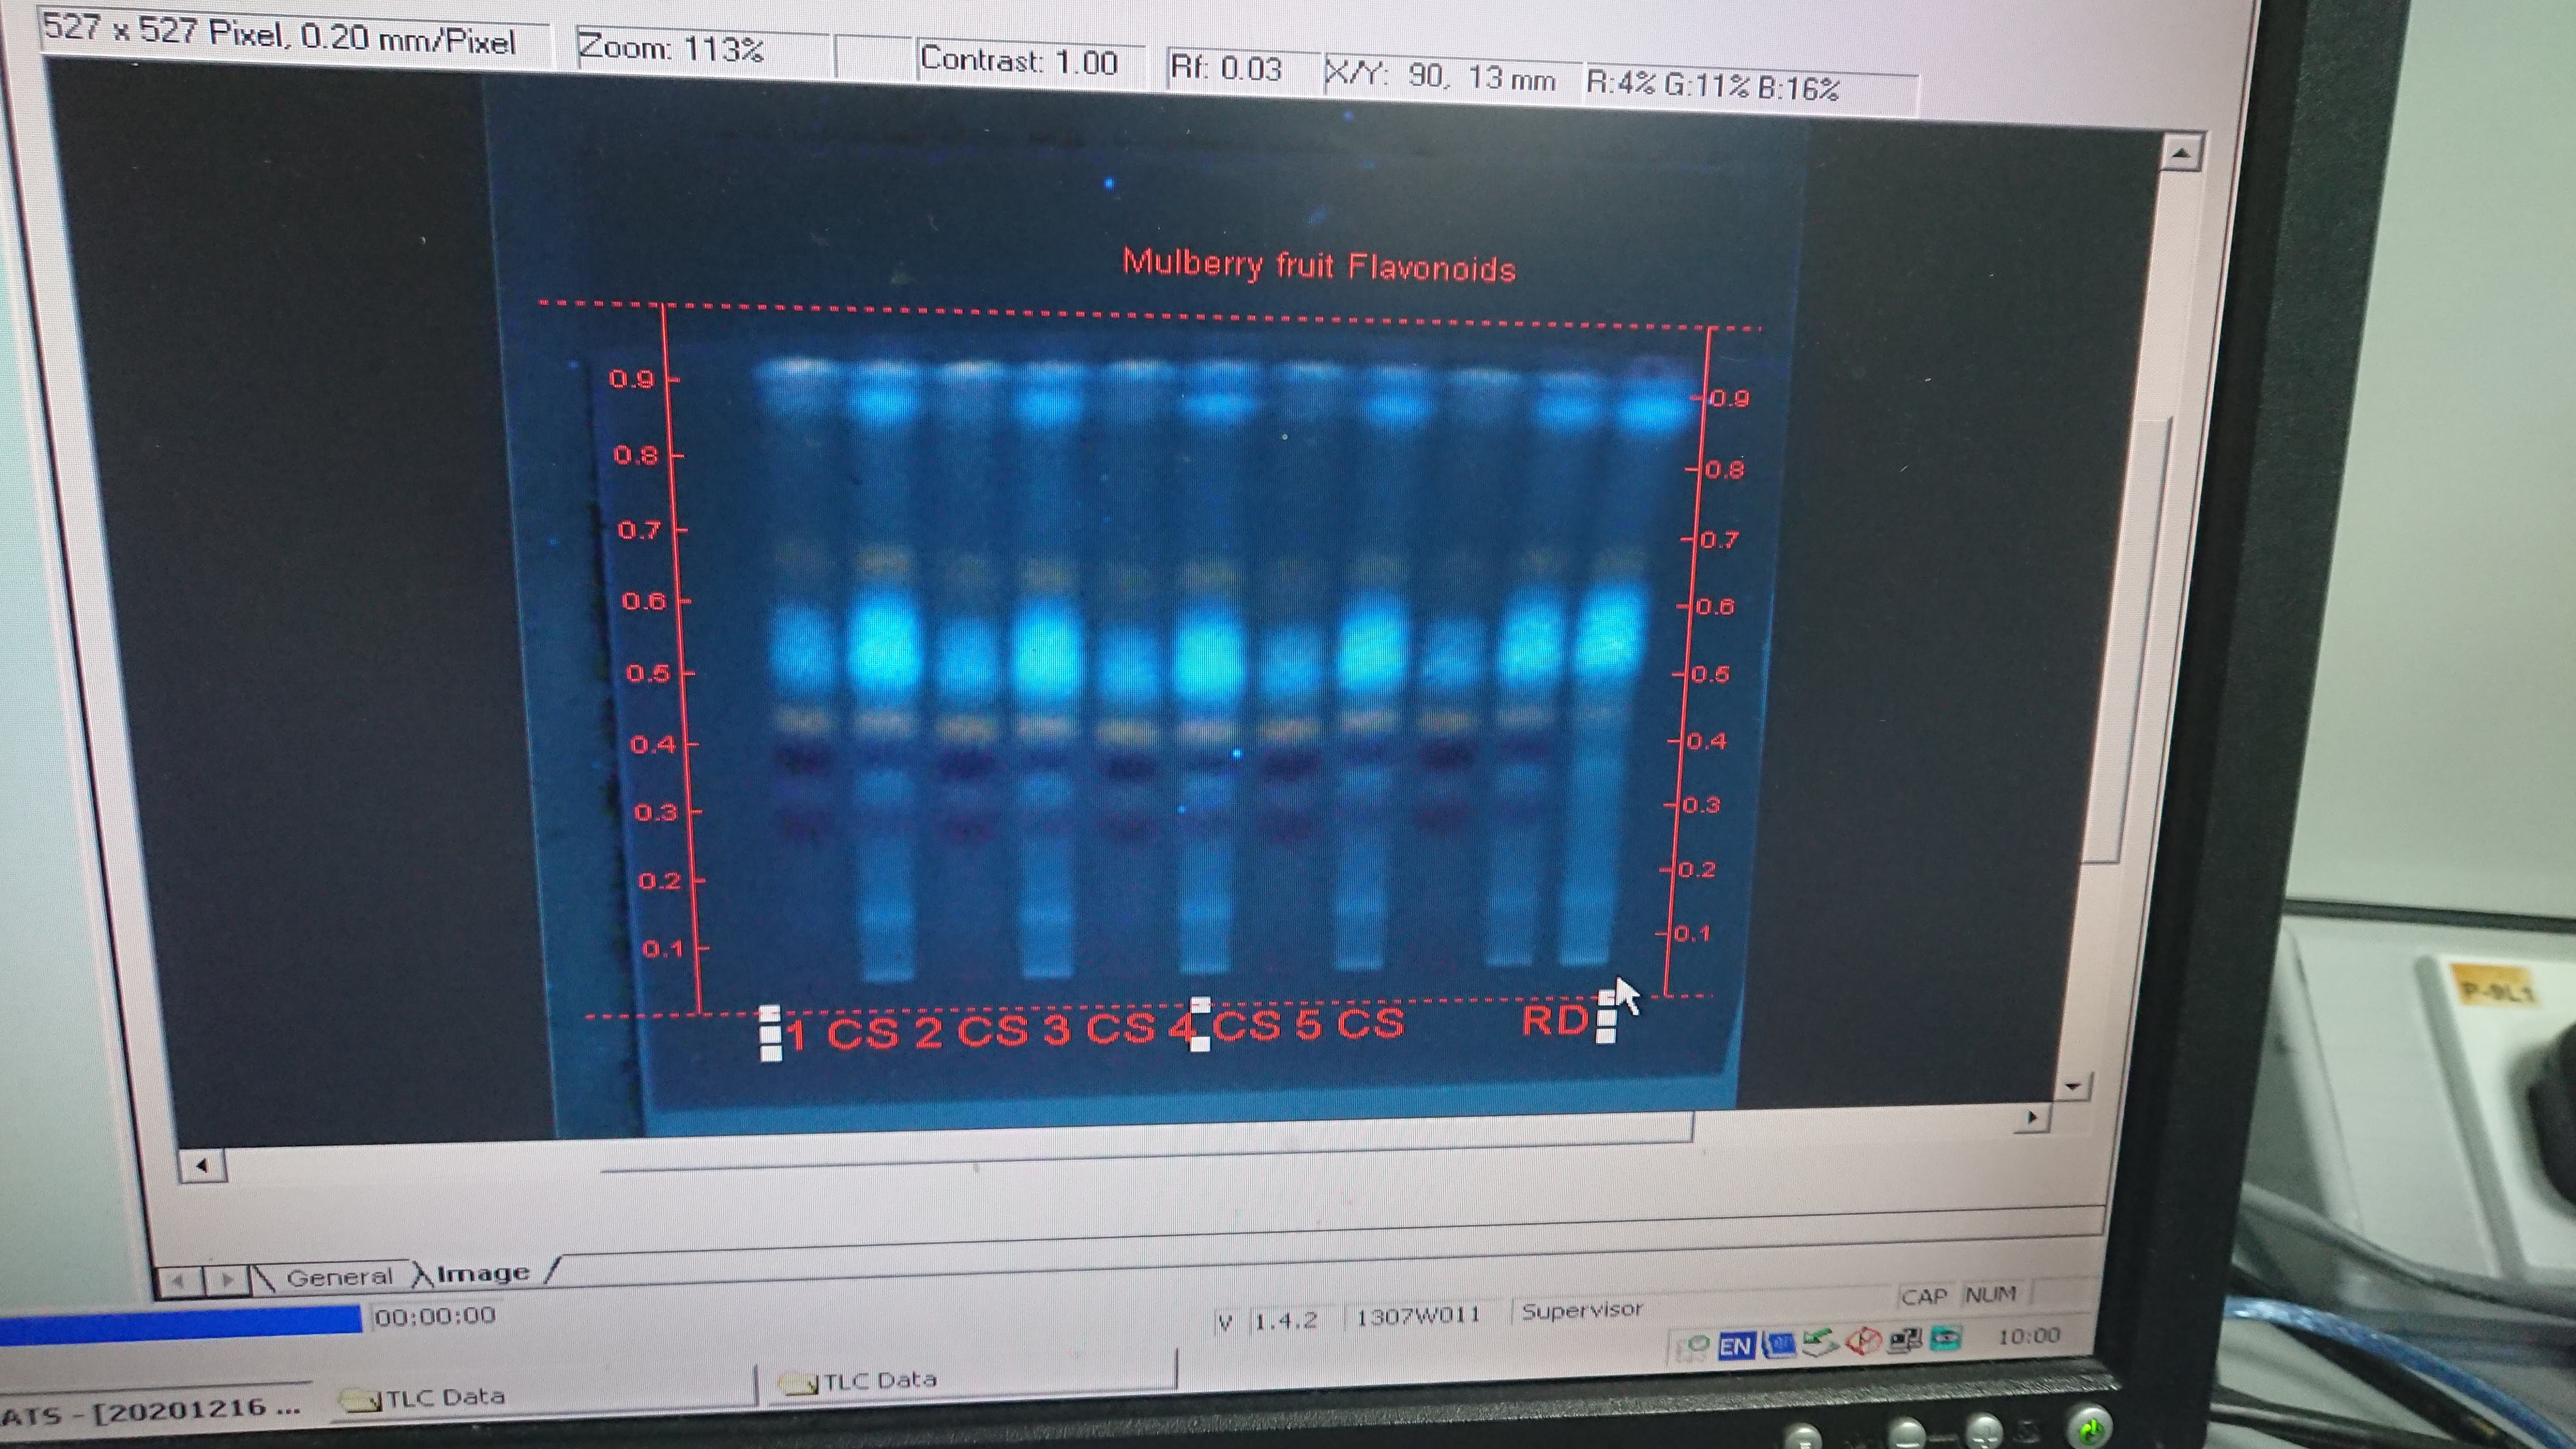 527 x 527 Pixel, 0.20 mm/Pixel Zoom: 113% Contrast: 1.00 Rf: 0.03 X/Y: 90, 13 mm R:4% G:11% B:16%
Mulberry fruit Flavonoids
0.9 0.9
0.8 0.8
0.7 0.7
0.6 0.6
0.5 0.5
0.4 0.4
0.3 0.3
0.2 0.2
0.1 0.1
1 CS 2 CS 3 CS 4 CS 5 CS RD
General Image
00:00:00 V 1.4.2 1307W011 Supervisor CAP NUM
ATS - [20201216 ... TLC Data TLC Data EN 10:00